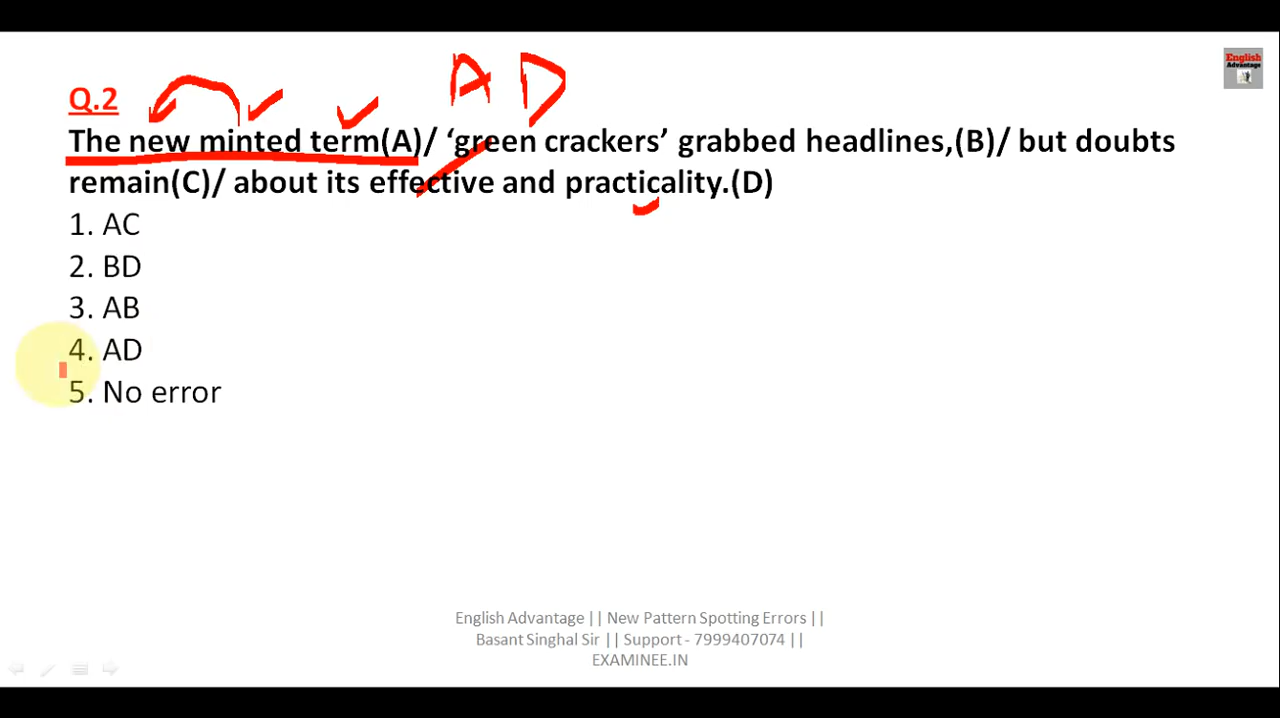 English
Advantage
A D
Q.2
The new minted term(A)/ ‘green crackers’ grabbed headlines,(B)/ but doubts
remain(C)/ about its effective and practicality.(D)
1. AC
2. BD
3. AB
4. AD
5. No error
English Advantage || New Pattern Spotting Errors ||
Basant Singhal Sir || Support - 7999407074 ||
EXAMINEE.IN